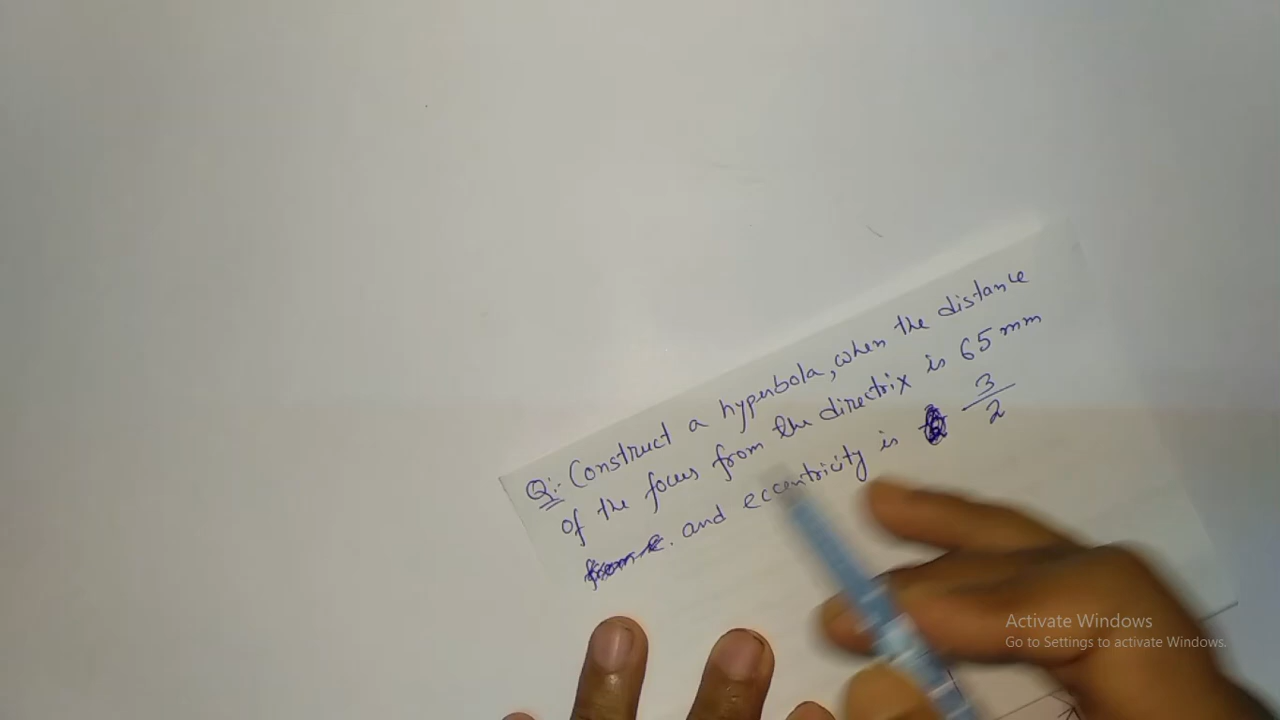 Q:- Construct a hyperbola, when the distance
of the focus from the directrix is 65 mm
and eccentricity is 3/2
Activate Windows
Go to Settings to activate Windows.